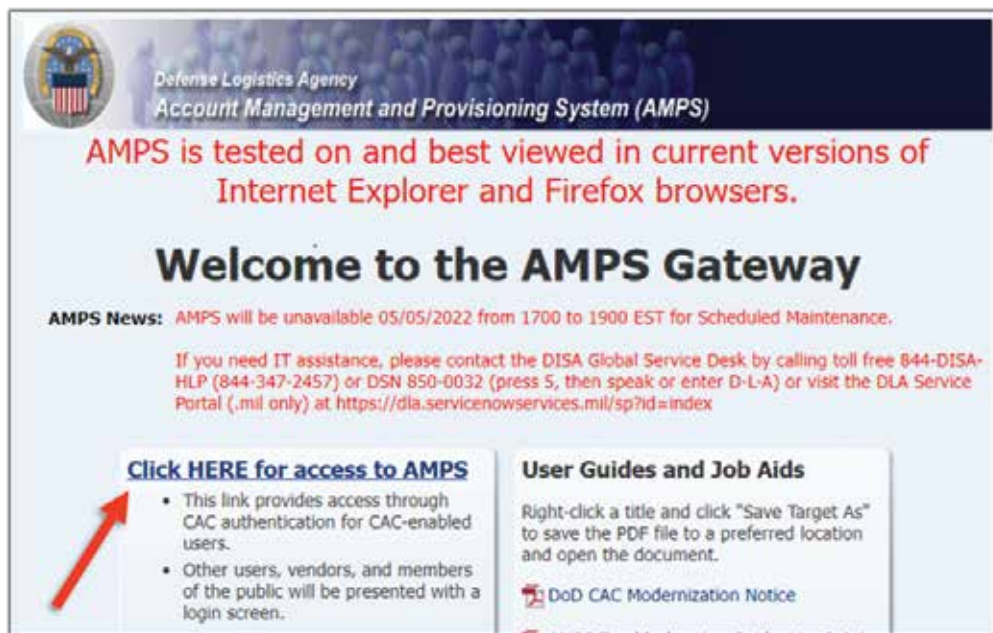 Defense Logistics Agency
Account Management and Provisioning System (AMPS)
AMPS is tested on and best viewed in current versions of
Internet Explorer and Firefox browsers.
Welcome to the AMPS Gateway
AMPS News: AMPS will be unavailable 05/05/2022 from 1700 to 1900 EST for Scheduled Maintenance.
If you need IT assistance, please contact the DISA Global Service Desk by calling toll free 844-DISA-
HLP (844-347-2457) or DSN 850-0032 (press 5, then speak or enter D-L-A) or visit the DLA Service
Portal (.mil only) at https://dla.servicenowservices.mil/sp?id=index
Click HERE for access to AMPS
• This link provides access through
CAC authentication for CAC-enabled
users.
• Other users, vendors, and members
of the public will be presented with a
login screen.
User Guides and Job Aids
Right-click a title and click "Save Target As"
to save the PDF file to a preferred location
and open the document.
DoD CAC Modernization Notice